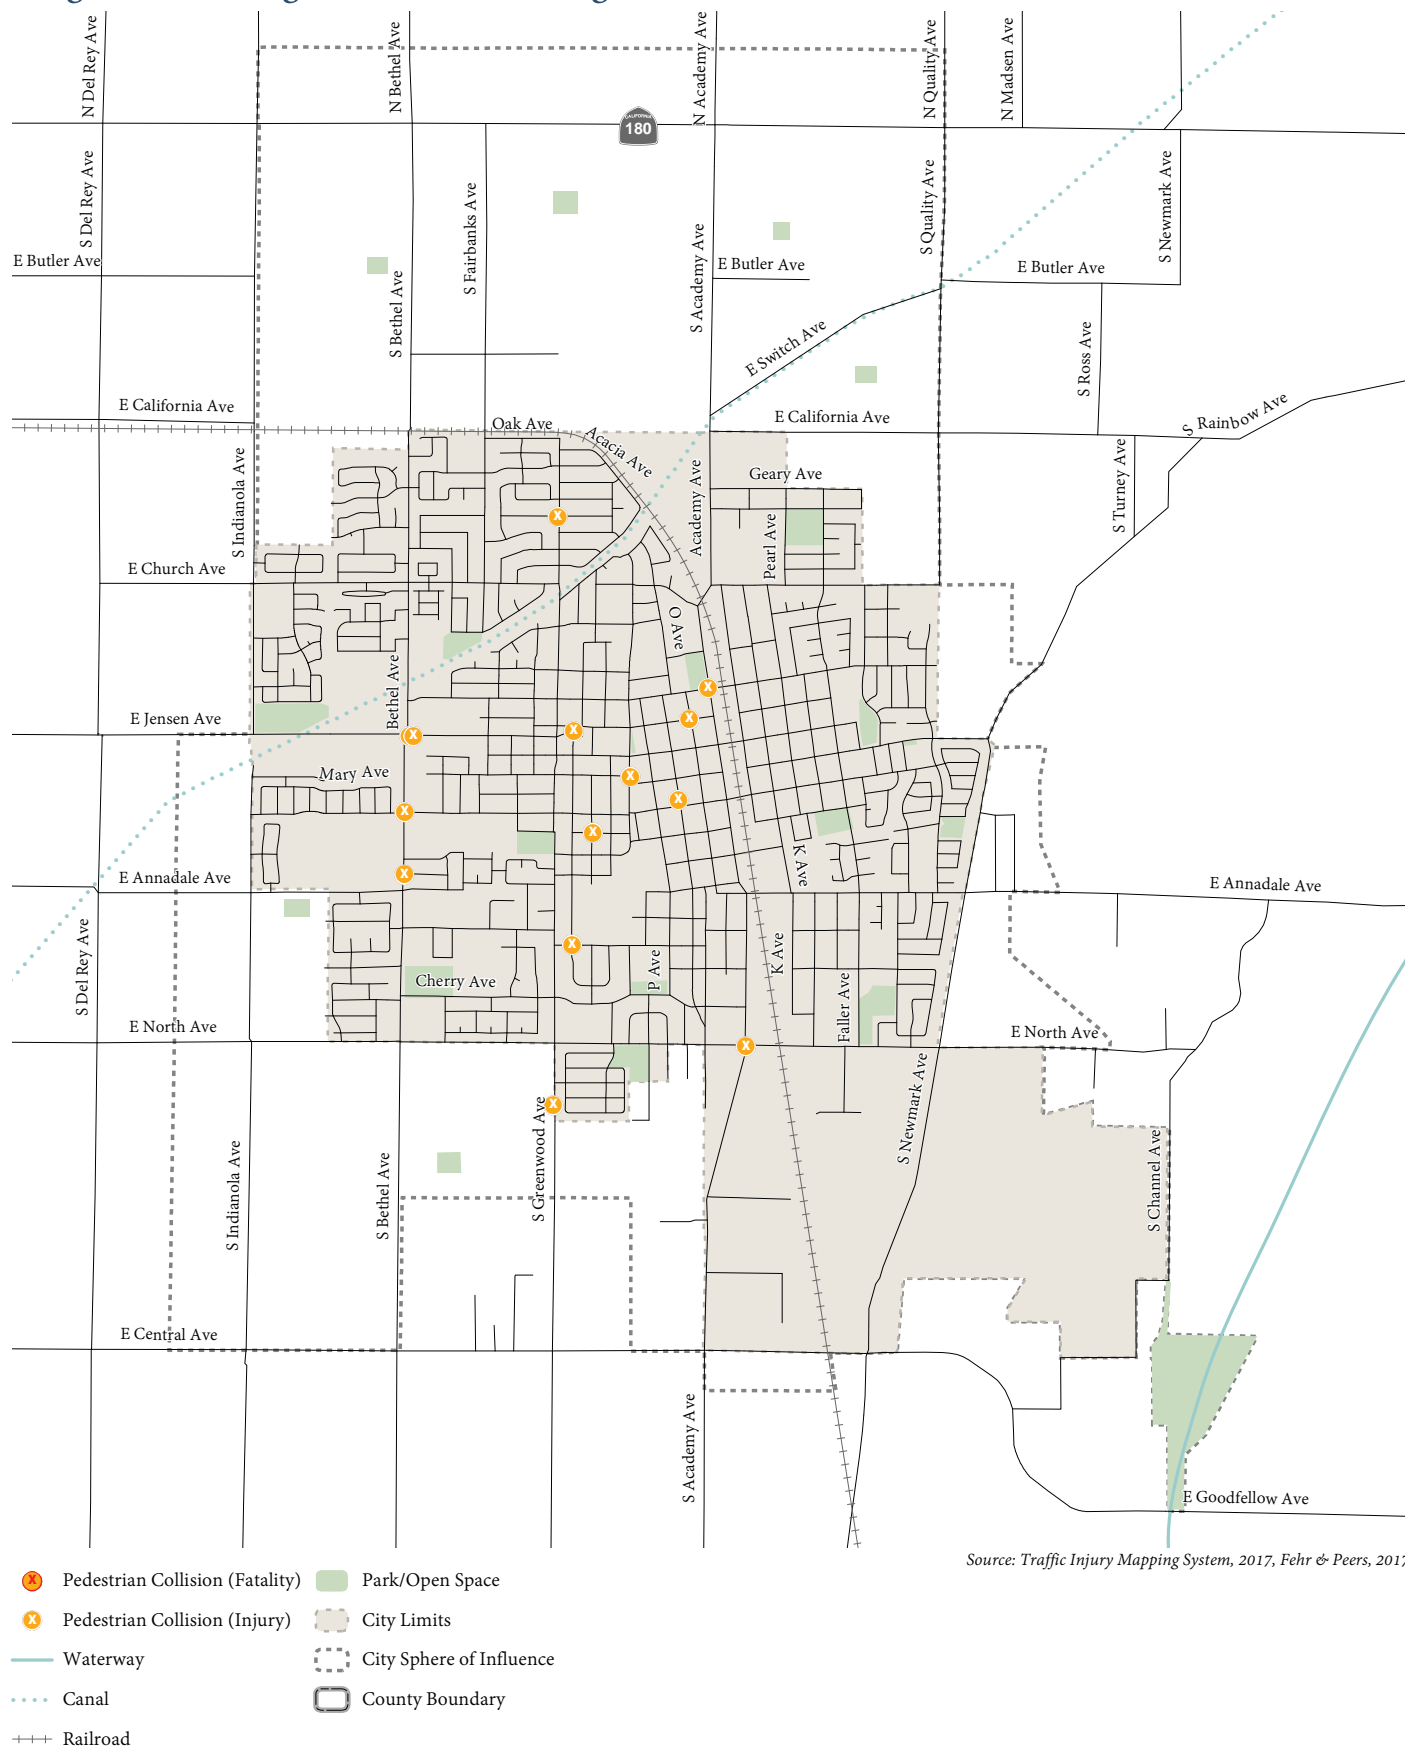 N Del Rey Ave
N Bethel Ave
N Academy Ave
N Quality Ave
N Madsen Ave
CALIFORNIA
180
S Del Rey Ave
S Fairbanks Ave
S Quality Ave
S Newmark Ave
E Butler Ave
S Bethel Ave
S Academy Ave
E Butler Ave
E Butler Ave
E Switch Ave
S Ross Ave
E California Ave
Oak Ave
Acacia Ave
E California Ave
S Rainbow Ave
S Indianola Ave
Academy Ave
Geary Ave
S Turney Ave
Pearl Ave
E Church Ave
O Ave
Bethel Ave
E Jensen Ave
Mary Ave
K Ave
E Annadale Ave
E Annadale Ave
S Del Rey Ave
Cherry Ave
P Ave
K Ave
Faller Ave
E North Ave
E North Ave
S Newmark Ave
S Indianola Ave
S Bethel Ave
S Greenwood Ave
S Channel Ave
E Central Ave
S Academy Ave
E Goodfellow Ave
Source: Traffic Injury Mapping System, 2017, Fehr & Peers, 2017
X Pedestrian Collision (Fatality)
Park/Open Space
X Pedestrian Collision (Injury)
City Limits
Waterway
City Sphere of Influence
Canal
County Boundary
Railroad